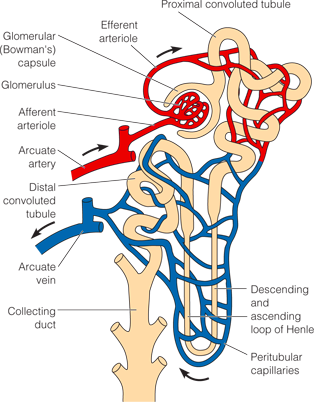 Proximal convoluted tubule
Efferent
arteriole
Glomerular
(Bowman's)
capsule
Glomerulus
Afferent
arteriole
Arcuate
artery
Distal
convoluted
tubule
Arcuate
vein
Collecting
duct
Descending
and
ascending
loop of Henle
Peritubular
capillaries